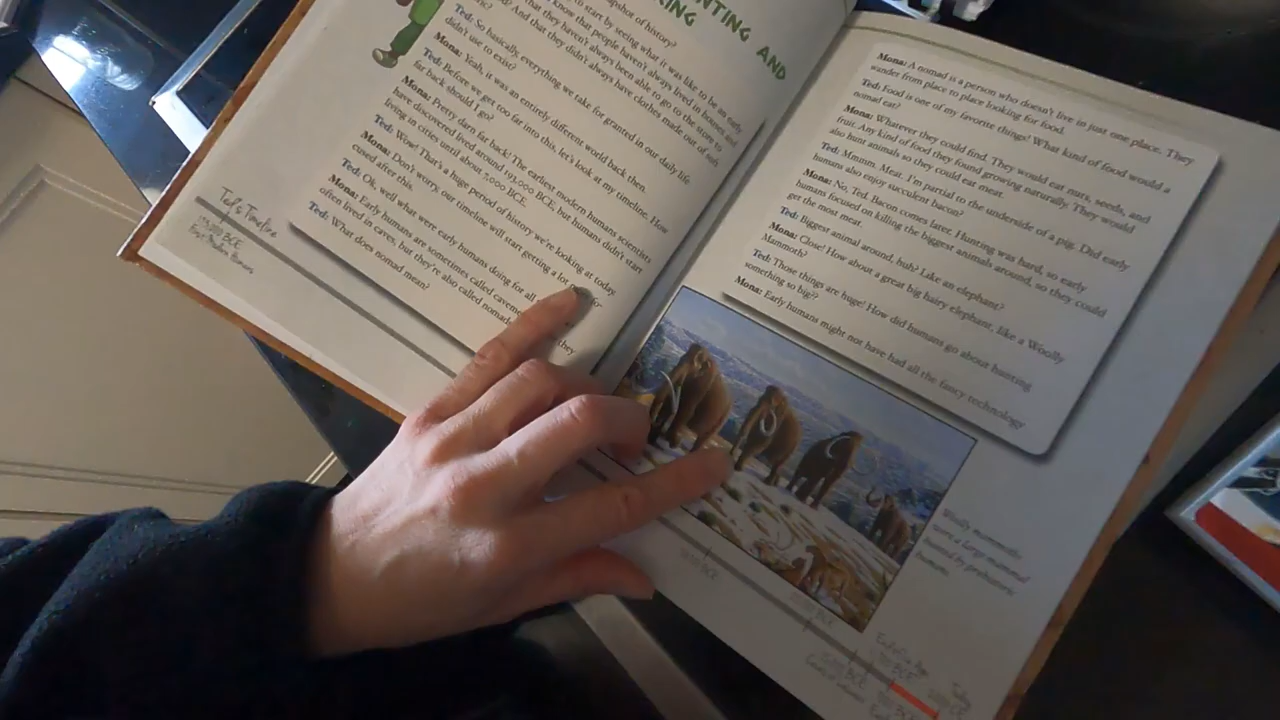 NTING AND
KING
apshot of history?
to start by seeing what it was like to be an early
know that people haven't always lived in houses and
that they haven't always been able to go to the store to
And that they didn't always have clothes made out of soft
Ted: So basically, everything we take for granted in our daily life
didn't use to exist?
Mona: Yeah, it was an entirely different world back then.
Ted: Before we get too far into this, let's look at my timeline. How
far back should I go?
Mona: Pretty darn far back! The earliest modern humans scientists
have discovered lived around 195,000 BCE, but humans didn't start
living in cities until about 7,000 BCE.
Ted: Wow! That's a huge period of history we're looking at today.
Mona: Don't worry, our timeline will start getting a lot
cused after this.
Ted: Ok, well what were early humans doing for all
Mona: Early humans are sometimes called caveme
often lived in caves, but they're also called nomad
they
Ted: What does nomad mean?
Ted's Timeline
195,000 BCE
First Modern Humans
Mona: A nomad is a person who doesn't live in just one place. They
wander from place to place looking for food.
Ted: Food is one of my favorite things! What kind of food would a
nomad eat?
Mona: Whatever they could find. They would eat nuts, seeds, and
fruit. Any kind of food they found growing naturally. They would
also hunt animals so they could eat meat.
Ted: Mmmm. Meat. I'm partial to the underside of a pig. Did early
humans also enjoy succulent bacon?
Mona: No, Ted, Bacon comes later. Hunting was hard, so early
humans focused on killing the biggest animals around, so they could
get the most meat.
Ted: Biggest animal around, huh? Like an elephant?
Mona: Close! How about a great big hairy elephant, like a Woolly
Mammoth?
Ted: Those things are huge! How did humans go about hunting
something so big??
Mona: Early humans might not have had all the fancy technology
Woolly mammoths
were a large mammal
hunted by prehistoric
humans.
BCE
BCE
End of Ice Age
BCE
Today